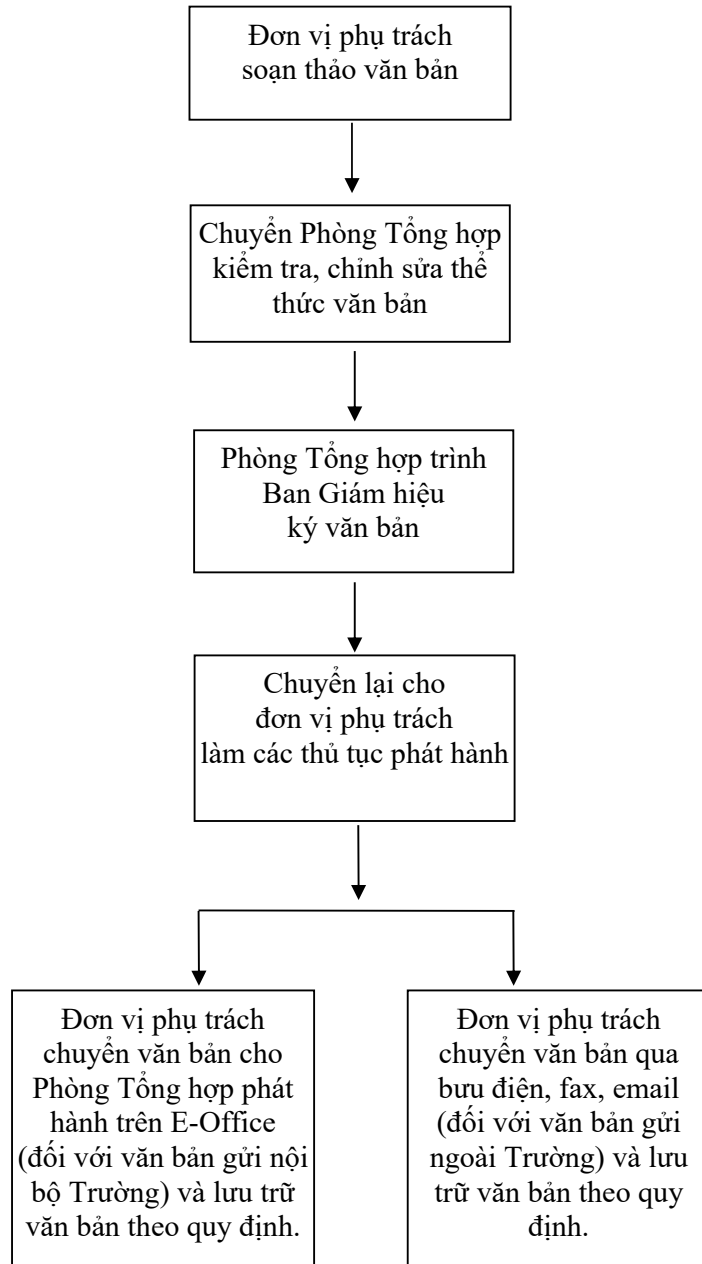 Đơn vị phụ trách
soạn thảo văn bản
Chuyển Phòng Tổng hợp
kiểm tra, chỉnh sửa thể
thức văn bản
Phòng Tổng hợp trình
Ban Giám hiệu
ký văn bản
Chuyển lại cho
đơn vị phụ trách
làm các thủ tục phát hành
Đơn vị phụ trách
chuyển văn bản cho
Phòng Tổng hợp phát
hành trên E-Office
(đối với văn bản gửi nội
bộ Trường) và lưu trữ
văn bản theo quy định.
Đơn vị phụ trách
chuyển văn bản qua
bưu điện, fax, email
(đối với văn bản gửi
ngoài Trường) và lưu
trữ văn bản theo quy
định.